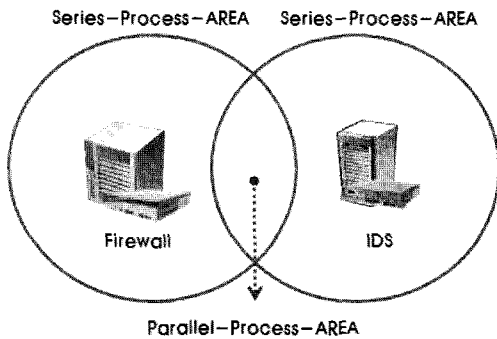 Series-Process-AREA
Series-Process-AREA
Firewall
IDS
Parallel-Process-AREA